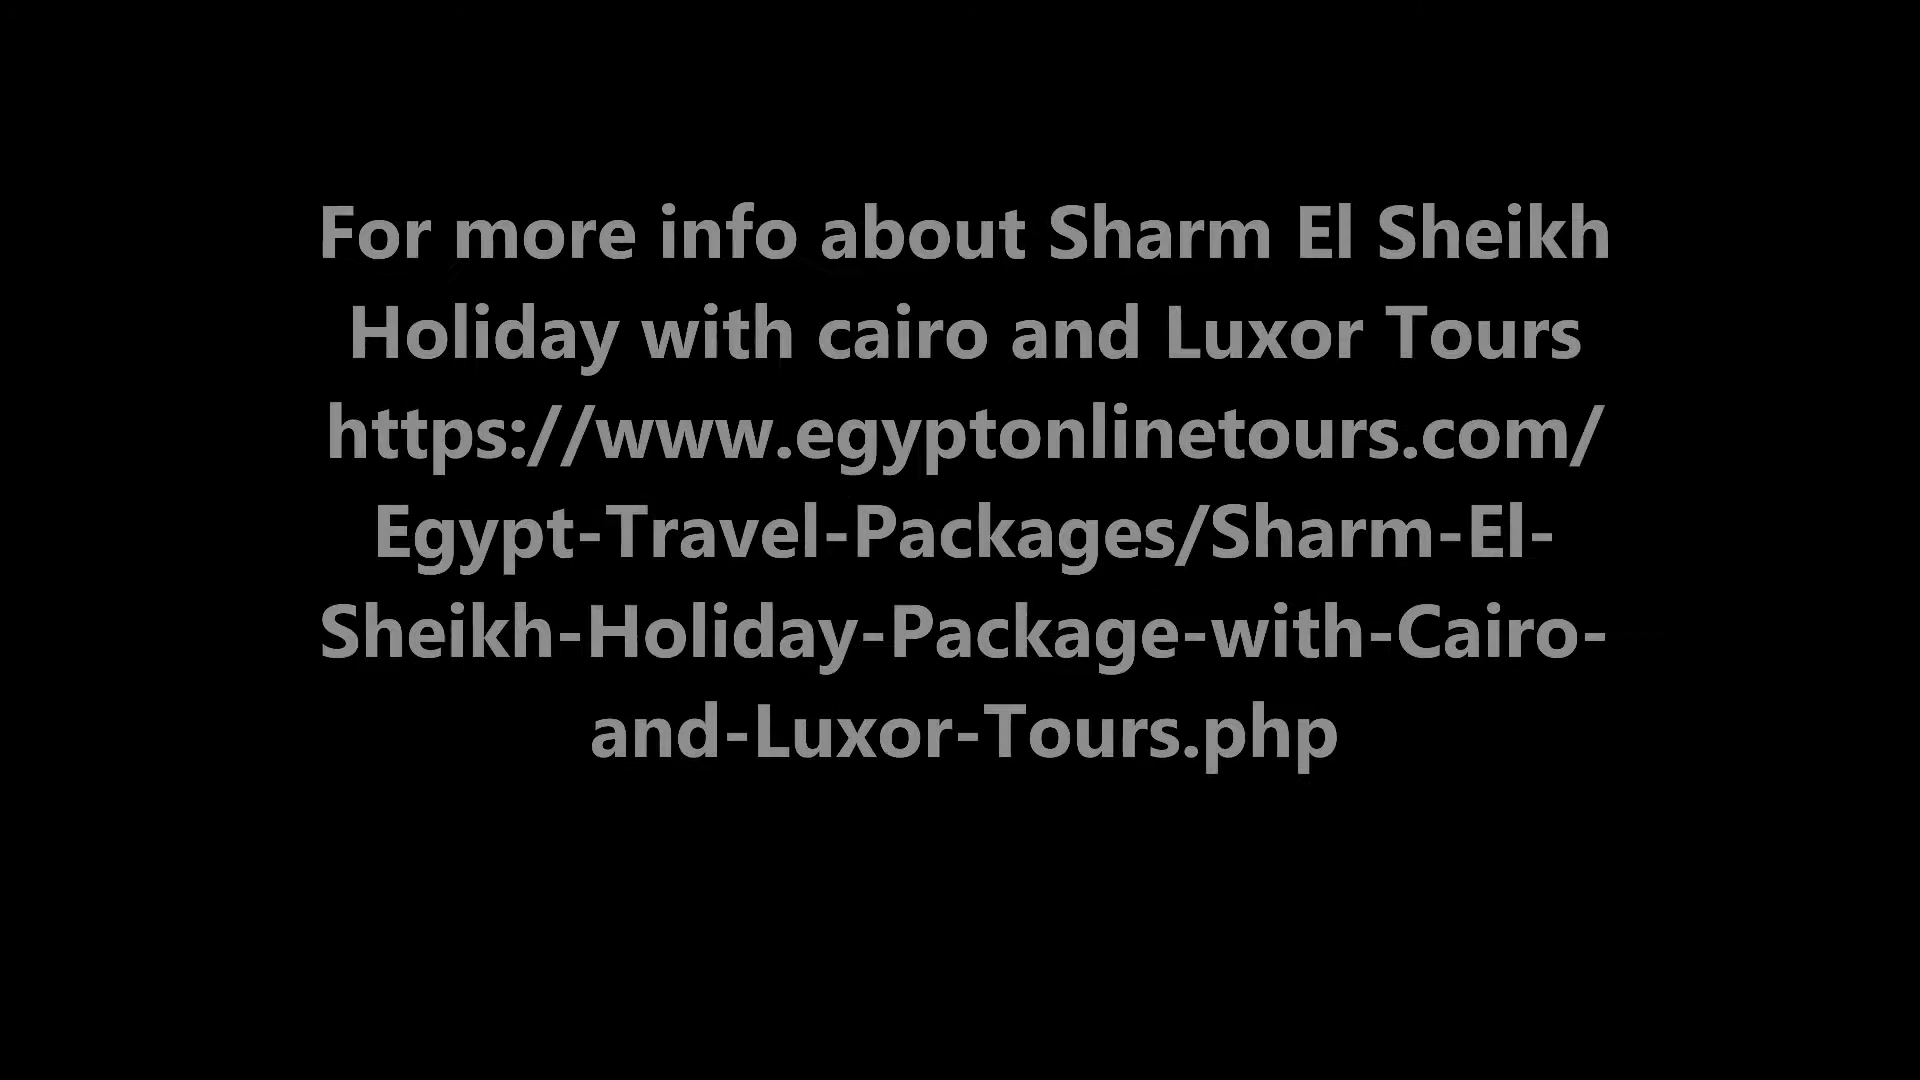 For more info about Sharm El Sheikh
Holiday with cairo and Luxor Tours
https://www.egyptonlinetours.com/
Egypt-Travel-Packages/Sharm-El-
Sheikh-Holiday-Package-with-Cairo-
and-Luxor-Tours.php